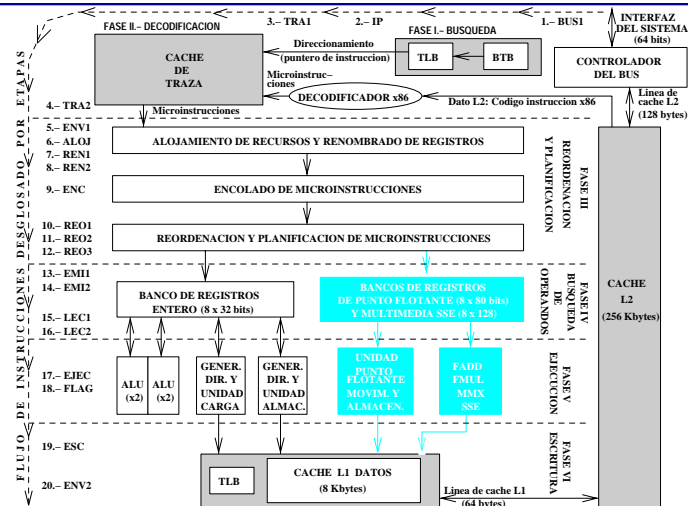 3.- TRA1
2.- IP
1.- BUS1
INTERFAZ
DEL SISTEMA
(64 bits)
FASE II.- DECODIFICACION
FASE I.- BUSQUEDA
CACHE
DE
TRAZA
Direccionamiento
(puntero de instruccion)
TLB
BTB
CONTROLADOR
DEL BUS
Microinstruc-
ciones
DECODIFICADOR x86
Dato L2: Codigo instruccion x86
Linea de
cache L2
(128 bytes)
4.- TRA2
Microinstrucciones
5.- ENV1
6.- ALOJ
7.- REN1
8.- REN2
ALOJAMIENTO DE RECURSOS Y RENOMBRADO DE REGISTROS
9.- ENC
ENCOLADO DE MICROINSTRUCCIONES
10.- REO1
11.- REO2
12.- REO3
REORDENACION Y PLANIFICACION DE MICROINSTRUCCIONES
FASE III
REORDENACION
Y PLANIFICACION
13.- EMI1
14.- EMI2
15.- LEC1
16.- LEC2
BANCO DE REGISTROS
ENTERO (8 x 32 bits)
BANCOS DE REGISTROS
DE PUNTO FLOTANTE (8 x 80 bits)
Y MULTIMEDIA SSE (8 x 128)
FASE IV
BUSQUEDA
DE
OPERANDOS
CACHE
L2
(256 Kbytes)
17.- EJEC
18.- FLAG
ALU
(x2)
ALU
(x2)
GENER.
DIR. Y
UNIDAD
CARGA
GENER.
DIR. Y
UNIDAD
ALMAC.
UNIDAD
PUNTO
FLOTANTE
MOVIM. Y
ALMACEN.
FADD
FMUL
MMX
SSE
FASE V
EJECUCION
19.- ESC
20.- ENV2
TLB
CACHE L1 DATOS
(8 Kbytes)
FASE VI
ESCRITURA
Linea de cache L1
(64 bytes)
FLUJO DE INSTRUCCIONES DESGLOSADO POR ETAPAS